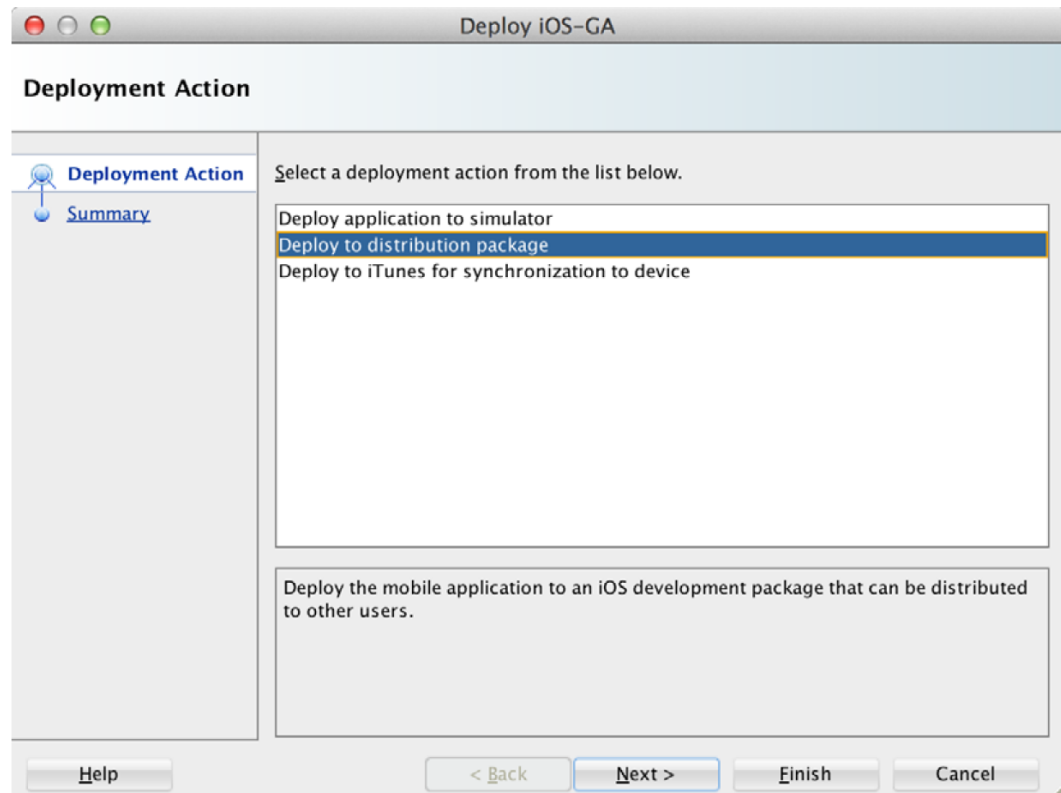 Deploy iOS-GA
Deployment Action
Deployment Action
Summary
Select a deployment action from the list below.
Deploy application to simulator
Deploy to distribution package
Deploy to iTunes for synchronization to device
Deploy the mobile application to an iOS development package that can be distributed
to other users.
Help
< Back
Next >
Finish
Cancel